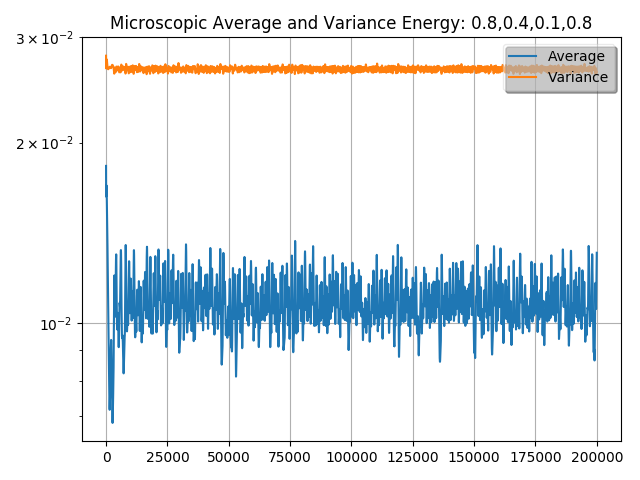 Microscopic Average and Variance Energy: 0.8,0.4,0.1,0.8
3 × 10⁻²
Average
Variance
2 × 10⁻²
10⁻²
0 25000 50000 75000 100000 125000 150000 175000 200000